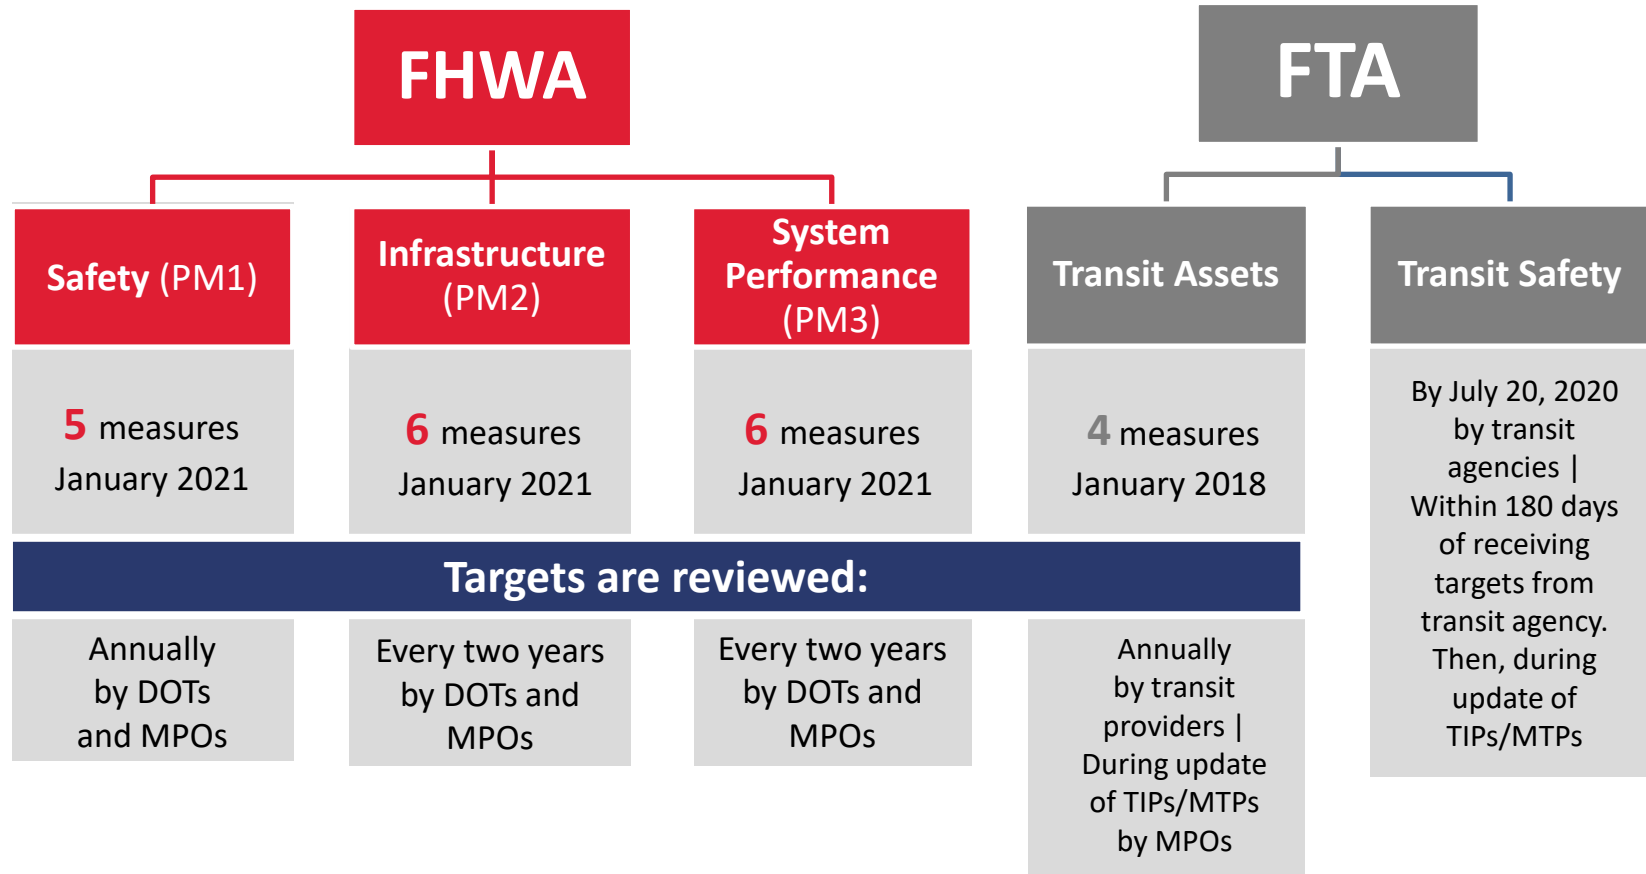 FHWA
FTA
Safety (PM1)
Infrastructure
(PM2)
System
Performance
(PM3)
Transit Assets
Transit Safety
5 measures
January 2021
6 measures
January 2021
6 measures
January 2021
4 measures
January 2018
By July 20, 2020
by transit
agencies |
Within 180 days
of receiving
targets from
transit agency.
Then, during
update of
TIPs/MTPs
Targets are reviewed:
Annually
by DOTs
and MPOs
Every two years
by DOTs and
MPOs
Every two years
by DOTs and
MPOs
Annually
by transit
providers |
During update
of TIPs/MTPs
by MPOs